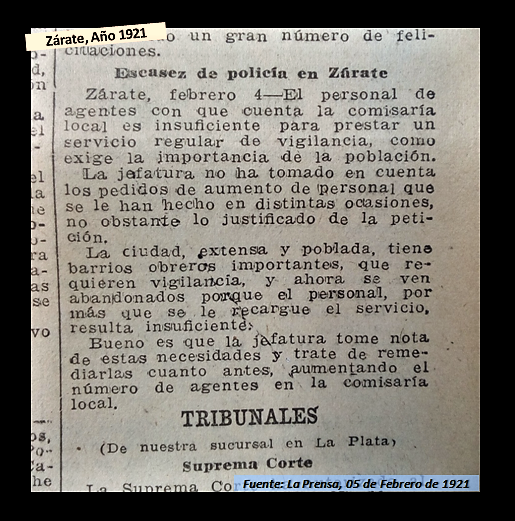 Zárate, Año 1921
un gran número de feli-
citaciones.
Escasez de policía en Zárate
Zárate, febrero 4—El personal de
agentes con que cuenta la comisaría
local es insuficiente para prestar un
servicio regular de vigilancia, como
exige la importancia de la población.
La jefatura no ha tomado en cuenta
los pedidos de aumento de personal que
se le han hecho en distintas ocasiones,
no obstante lo justificado de la peti-
ción.
La ciudad, extensa y poblada, tiene
barrios obreros importantes, que re-
quieren vigilancia, y ahora se ven
abandonados porque el personal, por
más que se le recargue el servicio,
resulta insuficiente.
Bueno es que la jefatura tome nota
de estas necesidades y trate de reme-
diarlas cuanto antes, aumentando el
número de agentes en la comisaría
local.
TRIBUNALES
(De nuestra sucursal en La Plata)
Suprema Corte
La Suprema
Fuente: La Prensa, 05 de Febrero de 1921